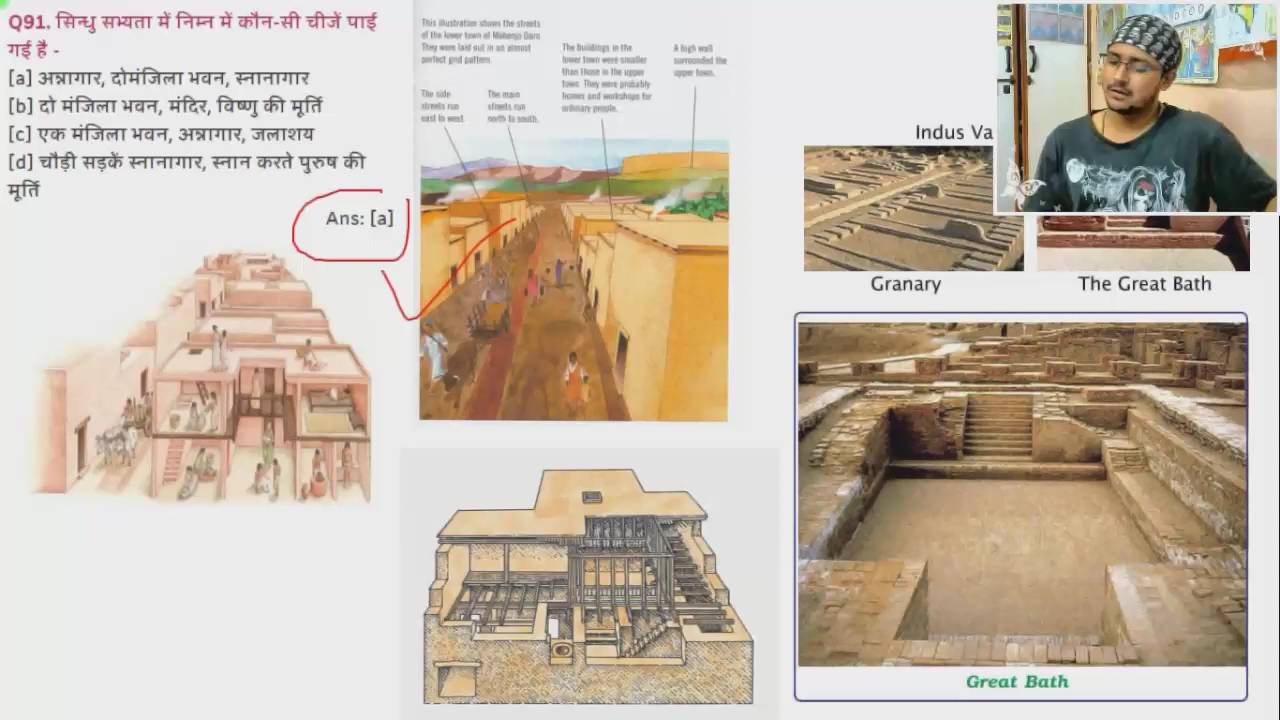 Q91. सिन्धु सभ्यता में निम्न में कौन-सी चीजें पाई
गई है -
[a] अन्नागार, दोमंजिला भवन, स्नानागार
[b] दो मंजिला भवन, मंदिर, विष्णु की मूर्ति
[c] एक मंजिला भवन, अन्नागार, जलाशय
[d] चौड़ी सड़कें स्नानागार, स्नान करते पुरुष की
मूर्ति
Ans: [a]
This illustration shows the streets
of the lower town of Mohenjo Daro
They were laid out in an almost
perfect grid pattern.
The side
streets run
east to west
The main
streets run
north to south.
The buildings in the
lower town were smaller
than those in the upper
town. They were probably
homes and workshops for
ordinary people.
A high wall
surrounded the
upper town.
Indus Va
Granary
The Great Bath
Great Bath